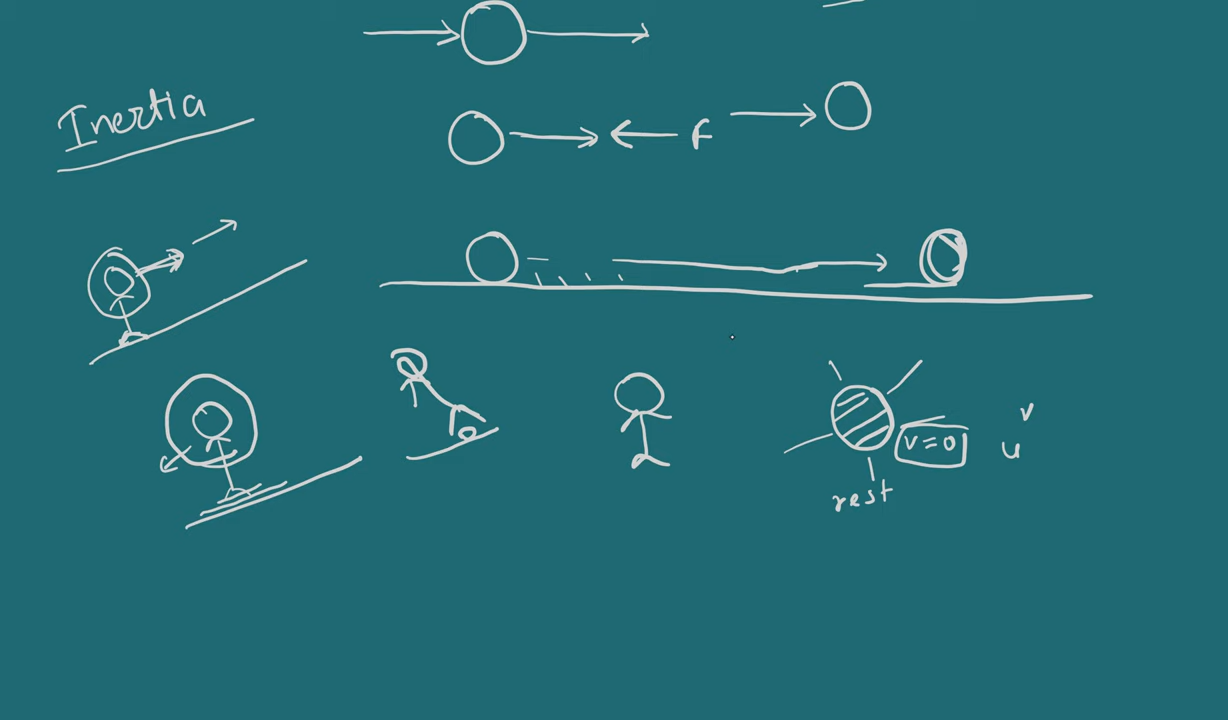 Inertia
F
v = 0
v
u
rest